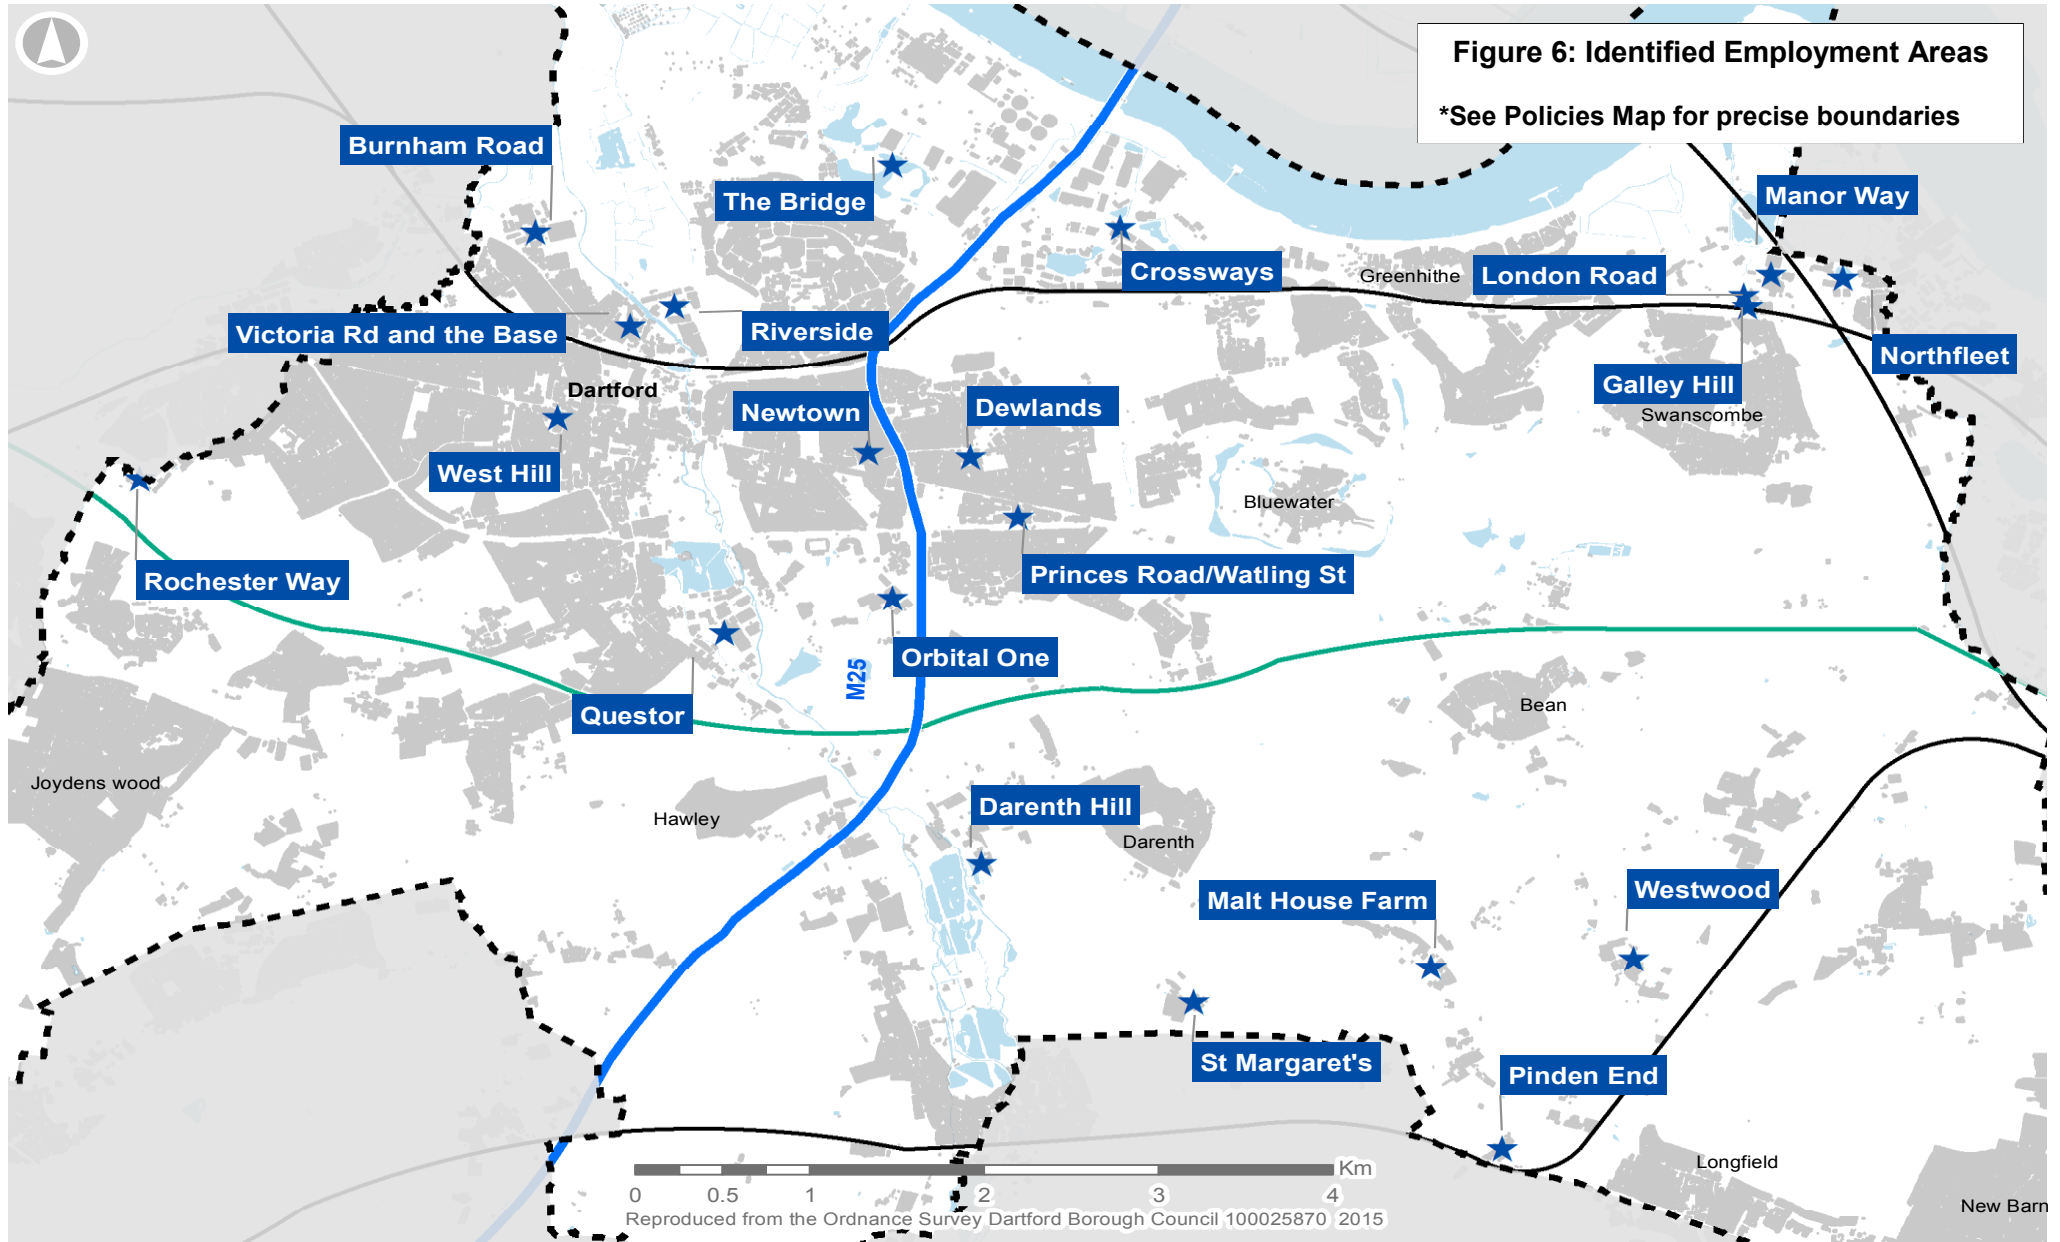 Figure 6: Identified Employment Areas
*See Policies Map for precise boundaries
Burnham Road
The Bridge
Manor Way
Crossways
Greenhithe
London Road
Victoria Rd and the Base
Riverside
Northfleet
Dartford
Galley Hill
Newtown
Dewlands
Swanscombe
West Hill
Bluewater
Rochester Way
Princes Road/Watling St
Orbital One
M25
Questor
Bean
Joydens wood
Hawley
Darenth Hill
Darenth
Malt House Farm
Westwood
St Margaret's
Pinden End
Longfield
New Barn
Km
0 0.5 1 2 3 4
Reproduced from the Ordnance Survey Dartford Borough Council 100025870 2015